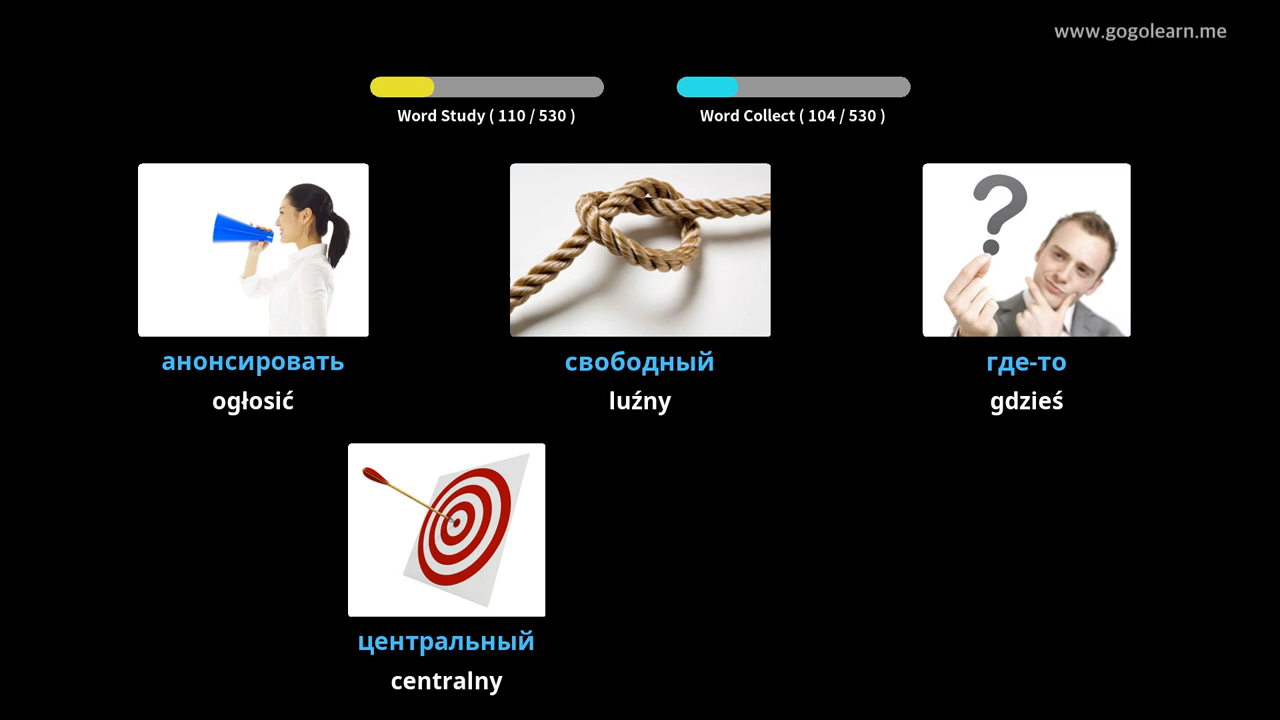 www.gogolearn.me
Word Study ( 110 / 530 )
Word Collect ( 104 / 530 )
анонсировать
ogłosić
свободный
luźny
где-то
gdzieś
центральный
centralny